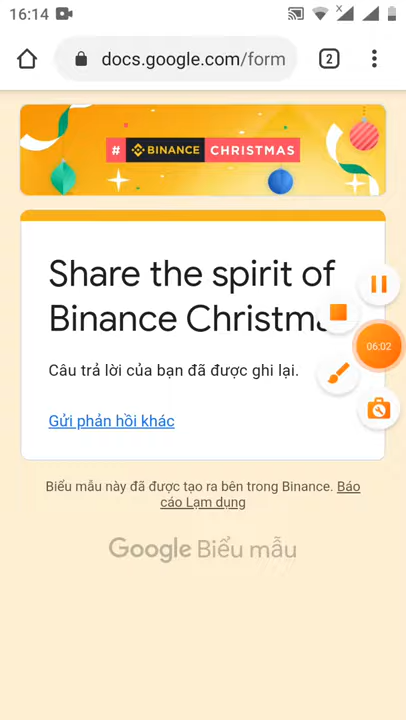 16:14
docs.google.com/form
2
# BINANCE CHRISTMAS
Share the spirit of
Binance Christm
06:02
Câu trả lời của bạn đã được ghi lại.
Gửi phản hồi khác
Biểu mẫu này đã được tạo ra bên trong Binance. Báo
cáo Lạm dụng
Google Biểu mẫu